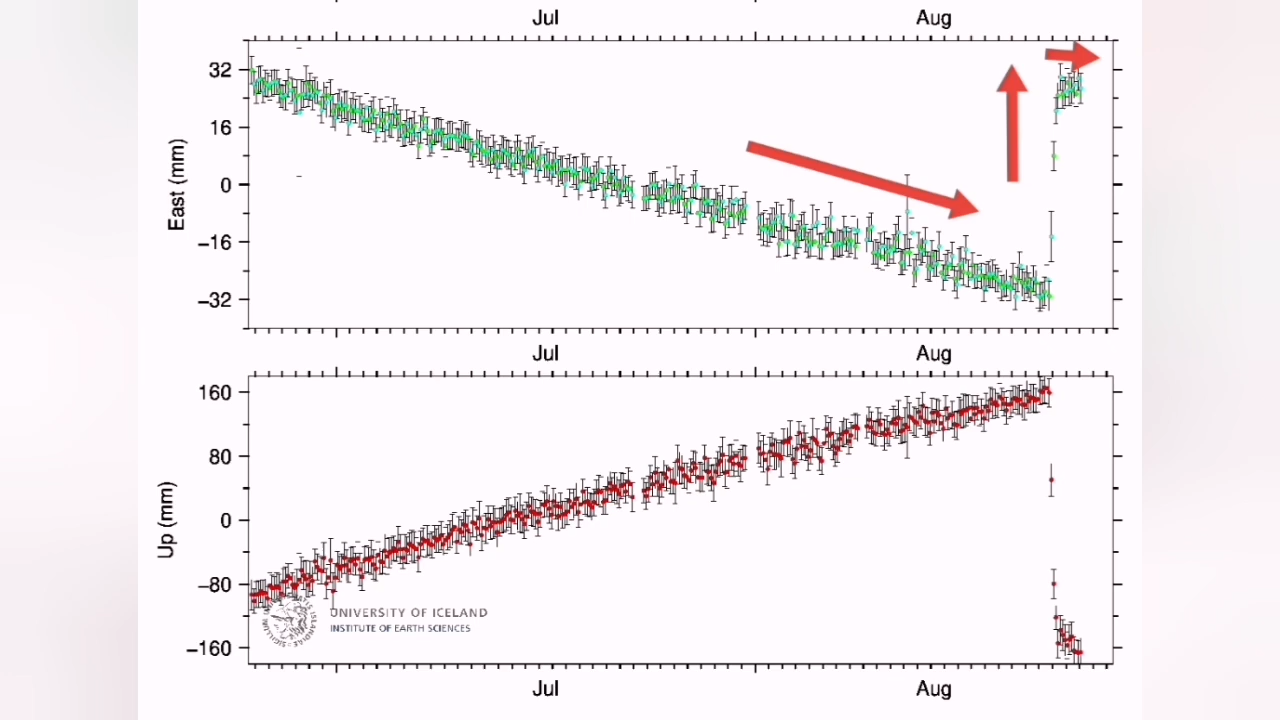 Jul Aug
32
16
0
−16
−32
East (mm)
Jul Aug
160
80
0
−80
−160
Up (mm)
UNIVERSITY OF ICELAND
INSTITUTE OF EARTH SCIENCES
Jul Aug